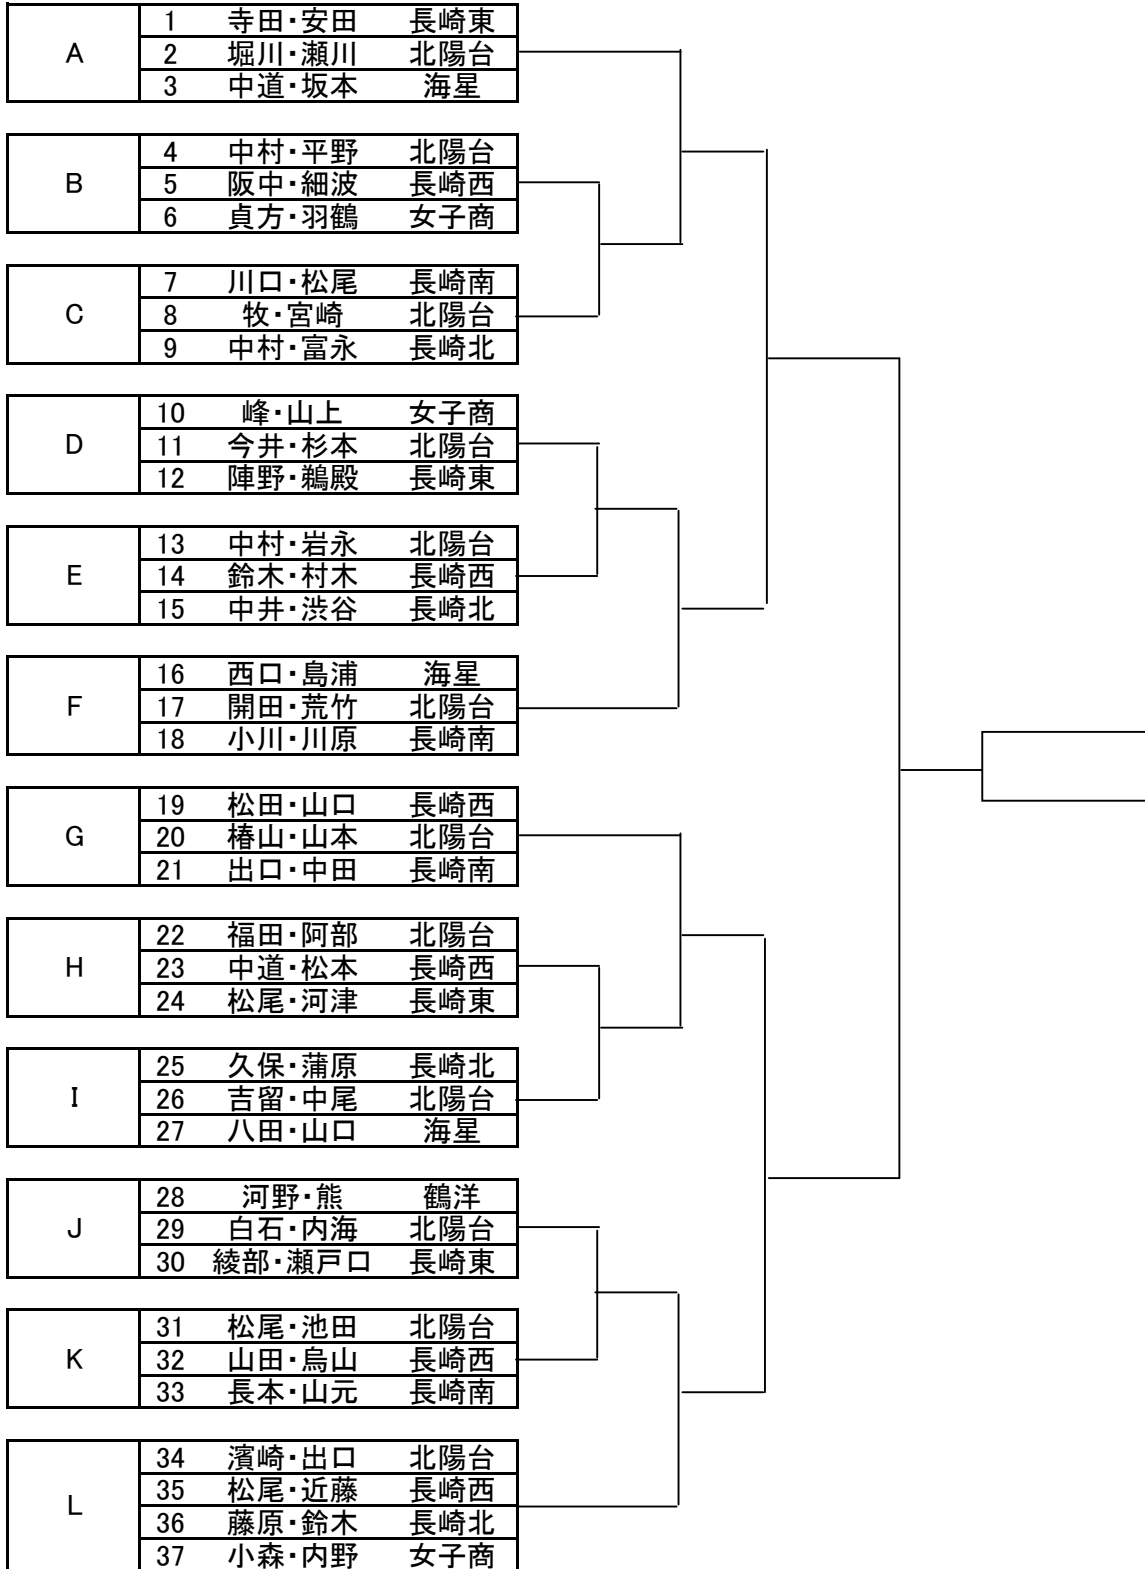 A
1 寺田・安田 長崎東
2 堀川・瀬川 北陽台
3 中道・坂本 海星
B
4 中村・平野 北陽台
5 阪中・細波 長崎西
6 貞方・羽鶴 女子商
C
7 川口・松尾 長崎南
8 牧・宮崎 北陽台
9 中村・富永 長崎北
D
10 峰・山上 女子商
11 今井・杉本 北陽台
12 陣野・鵜殿 長崎東
E
13 中村・岩永 北陽台
14 鈴木・村木 長崎西
15 中井・渋谷 長崎北
F
16 西口・島浦 海星
17 開田・荒竹 北陽台
18 小川・川原 長崎南
G
19 松田・山口 長崎西
20 椿山・山本 北陽台
21 出口・中田 長崎南
H
22 福田・阿部 北陽台
23 中道・松本 長崎西
24 松尾・河津 長崎東
I
25 久保・蒲原 長崎北
26 吉留・中尾 北陽台
27 八田・山口 海星
J
28 河野・熊 鶴洋
29 白石・内海 北陽台
30 綾部・瀬戸口 長崎東
K
31 松尾・池田 北陽台
32 山田・烏山 長崎西
33 長本・山元 長崎南
L
34 濱崎・出口 北陽台
35 松尾・近藤 長崎西
36 藤原・鈴木 長崎北
37 小森・内野 女子商